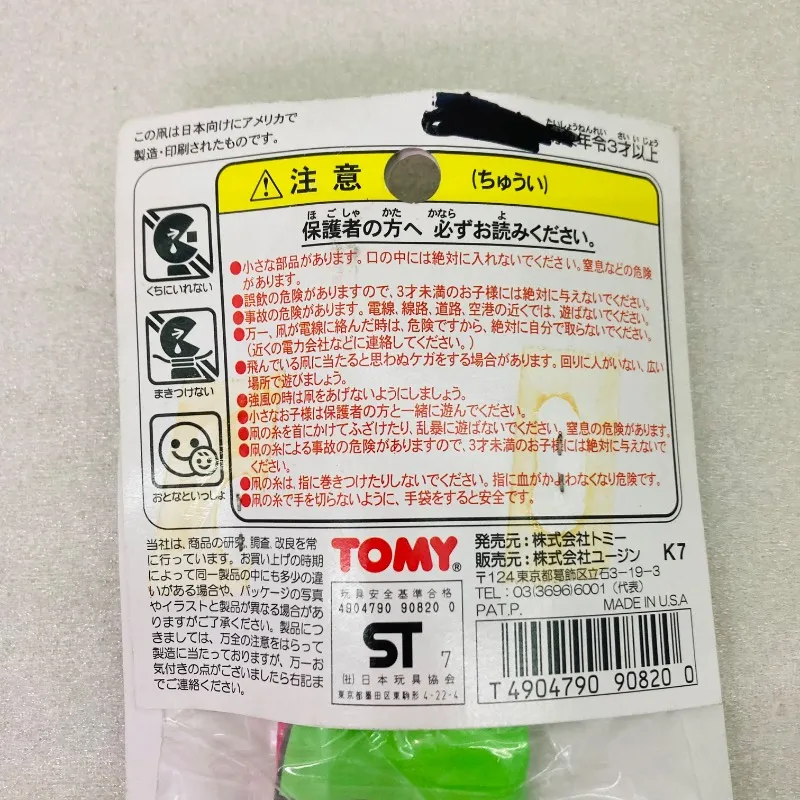 この凧は日本向けにアメリカで
製造・印刷されたものです。
たいしょうねんれい さい いじょう
年令3才以上
注意 (ちゅうい)
ほごしゃ かた かなら よ
保護者の方へ 必ずお読みください。
●小さな部品があります。口の中には絶対に入れないでください。窒息などの危険
があります。
●誤飲の危険がありますので、3才未満のお子様には絶対に与えないでください。
●事故の危険があります。電線、線路、道路、空港の近くでは、遊ばないでください。
●万一、凧が電線に絡んだ時は、危険ですから、絶対に自分で取らないでください。
(近くの電力会社などに連絡してください。)
●飛んでいる凧に当たると思わぬケガをする場合があります。回りに人がいない、広い
場所で遊びましょう。
●強風の時は凧をあげないようにしましょう。
●小さなお子様は保護者の方と一緒に遊んでください。
●凧の糸を首にかけてふざけたり、乱暴に遊ばないでください。窒息の危険があります。
●凧の糸による事故の危険がありますので、3才未満のお子様には絶対に与えないで
ください。
●凧の糸は、指に巻きつけたりしないでください。指に血がかよわなくなり危険です。
●凧の糸で手を切らないように、手袋をすると安全です。
くちにいれない
まきつけない
おとなといっしょ
当社は、商品の研究、調査、改良を常
に行っています。お買い上げの時期
によって同一製品の中にも多少の違
いがある場合や、パッケージの写真
やイラストと製品が異なる場合があ
りますがご了承ください。製品につ
きましては、万全の注意をはらって
製造に当たっておりますが、万一お
気付きの点がございましたら右記ま
でご連絡ください。
TOMY®
玩具安全基準合格
4904790 90820 0
ST 7
(社)日本玩具協会
東京都墨田区東駒形4-22-4
発売元:株式会社トミー
販売元:株式会社ユージン K7
〒124 東京都葛飾区立石3-19-3
TEL:03(3696)6001 (代表)
PAT.P. MADE IN U.S.A
T 4904790 90820 0